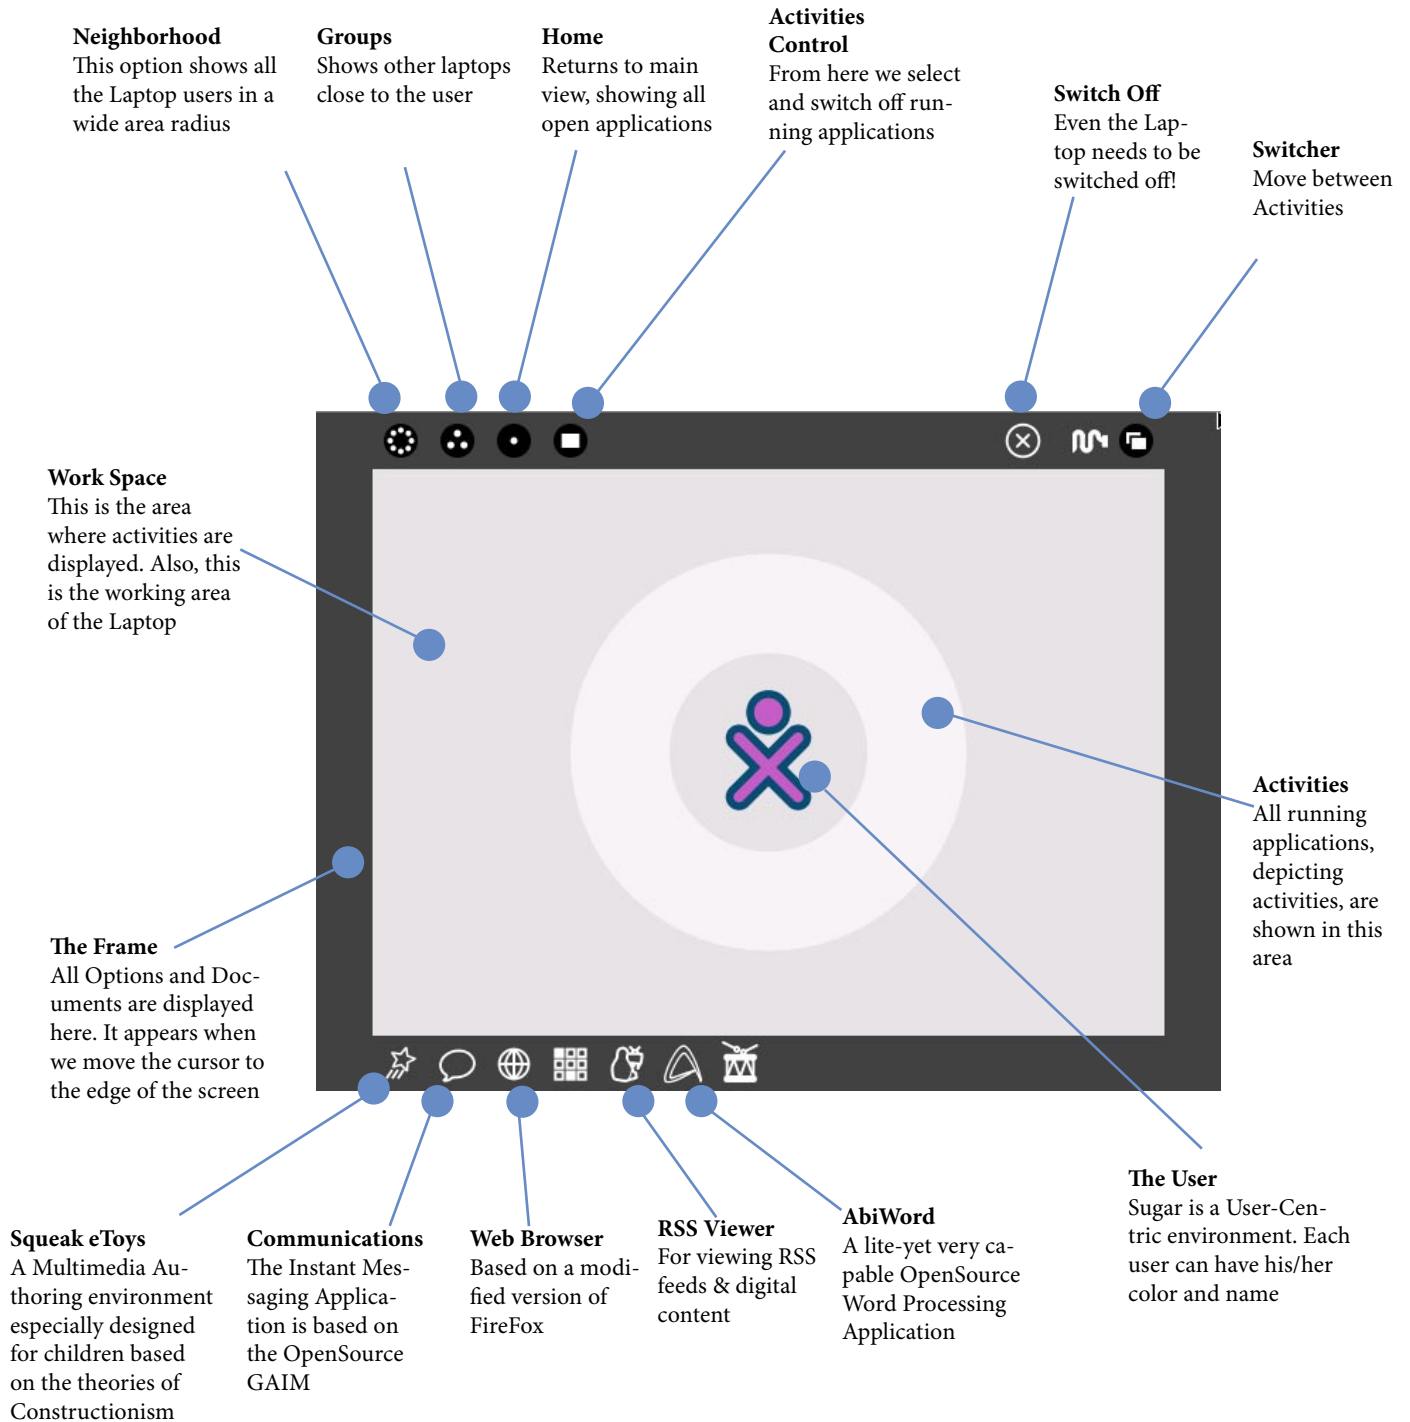 Neighborhood
This option shows all
the Laptop users in a
wide area radius
Groups
Shows other laptops
close to the user
Home
Returns to main
view, showing all
open applications
Activities
Control
From here we select
and switch off run-
ning applications
Switch Off
Even the Lap-
top needs to be
switched off!
Switcher
Move between
Activities
Work Space
This is the area
where activities are
displayed. Also, this
is the working area
of the Laptop
Activities
All running
applications,
depicting
activities, are
shown in this
area
The Frame
All Options and Doc-
uments are displayed
here. It appears when
we move the cursor to
the edge of the screen
Squeak eToys
A Multimedia Au-
thoring environment
especially designed
for children based
on the theories of
Constructionism
Communications
The Instant Mes-
saging Applica-
tion is based on
the OpenSource
GAIM
Web Browser
Based on a modi-
fied version of
FireFox
RSS Viewer
For viewing RSS
feeds & digital
content
AbiWord
A lite-yet very ca-
pable OpenSource
Word Processing
Application
The User
Sugar is a User-Cen-
tric environment. Each
user can have his/her
color and name